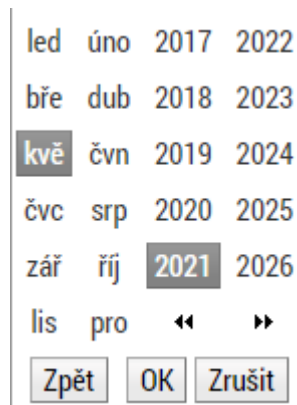 led úno 2017 2022
bře dub 2018 2023
kvě čvn 2019 2024
čvc srp 2020 2025
zář říj 2021 2026
lis pro
Zpět OK Zrušit